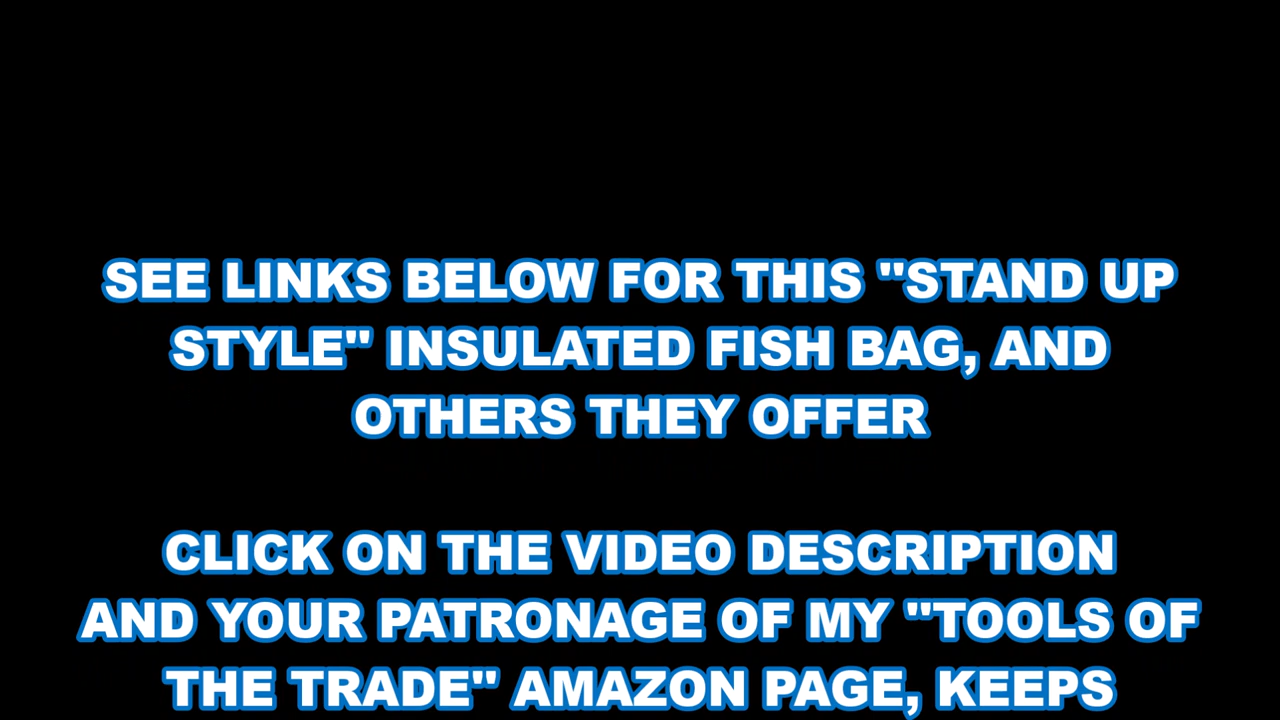 SEE LINKS BELOW FOR THIS "STAND UP
STYLE" INSULATED FISH BAG, AND
OTHERS THEY OFFER
CLICK ON THE VIDEO DESCRIPTION
AND YOUR PATRONAGE OF MY "TOOLS OF
THE TRADE" AMAZON PAGE, KEEPS